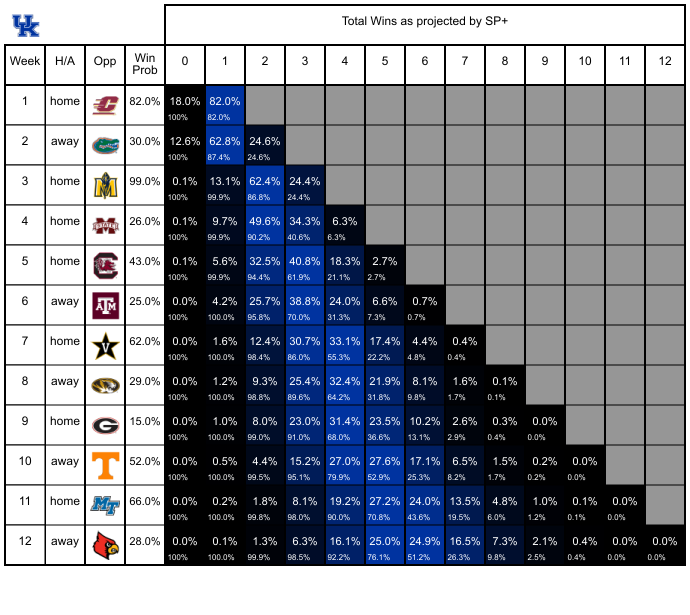 UK
Total Wins as projected by SP+
Week H/A Opp Win Prob 0 1 2 3 4 5 6 7 8 9 10 11 12
1 home C 82.0% 18.0% 82.0%
100% 82.0%
2 away 30.0% 12.6% 62.8% 24.6%
100% 87.4% 24.6%
3 home M 99.0% 0.1% 13.1% 62.4% 24.4%
100% 99.9% 86.8% 24.4%
4 home M STATE 26.0% 0.1% 9.7% 49.6% 34.3% 6.3%
100% 99.9% 90.2% 40.6% 6.3%
5 home C 43.0% 0.1% 5.6% 32.5% 40.8% 18.3% 2.7%
100% 99.9% 94.4% 61.9% 21.1% 2.7%
6 away ATM 25.0% 0.0% 4.2% 25.7% 38.8% 24.0% 6.6% 0.7%
100% 100.0% 95.8% 70.0% 31.3% 7.3% 0.7%
7 home V 62.0% 0.0% 1.6% 12.4% 30.7% 33.1% 17.4% 4.4% 0.4%
100% 100.0% 98.4% 86.0% 55.3% 22.2% 4.8% 0.4%
8 away 29.0% 0.0% 1.2% 9.3% 25.4% 32.4% 21.9% 8.1% 1.6% 0.1%
100% 100.0% 98.8% 89.6% 64.2% 31.8% 9.8% 1.7% 0.1%
9 home G 15.0% 0.0% 1.0% 8.0% 23.0% 31.4% 23.5% 10.2% 2.6% 0.3% 0.0%
100% 100.0% 99.0% 91.0% 68.0% 36.6% 13.1% 2.9% 0.4% 0.0%
10 away T 52.0% 0.0% 0.5% 4.4% 15.2% 27.0% 27.6% 17.1% 6.5% 1.5% 0.2% 0.0%
100% 100.0% 99.5% 95.1% 79.9% 52.9% 25.3% 8.2% 1.7% 0.2% 0.0%
11 home MT 66.0% 0.0% 0.2% 1.8% 8.1% 19.2% 27.2% 24.0% 13.5% 4.8% 1.0% 0.1% 0.0%
100% 100.0% 99.8% 98.0% 90.0% 70.8% 43.6% 19.5% 6.0% 1.2% 0.1% 0.0%
12 away 28.0% 0.0% 0.1% 1.3% 6.3% 16.1% 25.0% 24.9% 16.5% 7.3% 2.1% 0.4% 0.0% 0.0%
100% 100.0% 99.9% 98.5% 92.2% 76.1% 51.2% 26.3% 9.8% 2.5% 0.4% 0.0% 0.0%